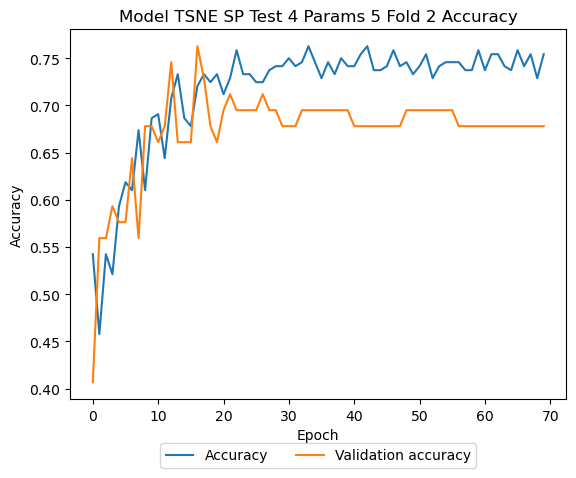 Model TSNE SP Test 4 Params 5 Fold 2 Accuracy
0.75
0.70
0.65
0.60
0.55
0.50
0.45
0.40
Accuracy
0 10 20 30 40 50 60 70
Epoch
Accuracy Validation accuracy